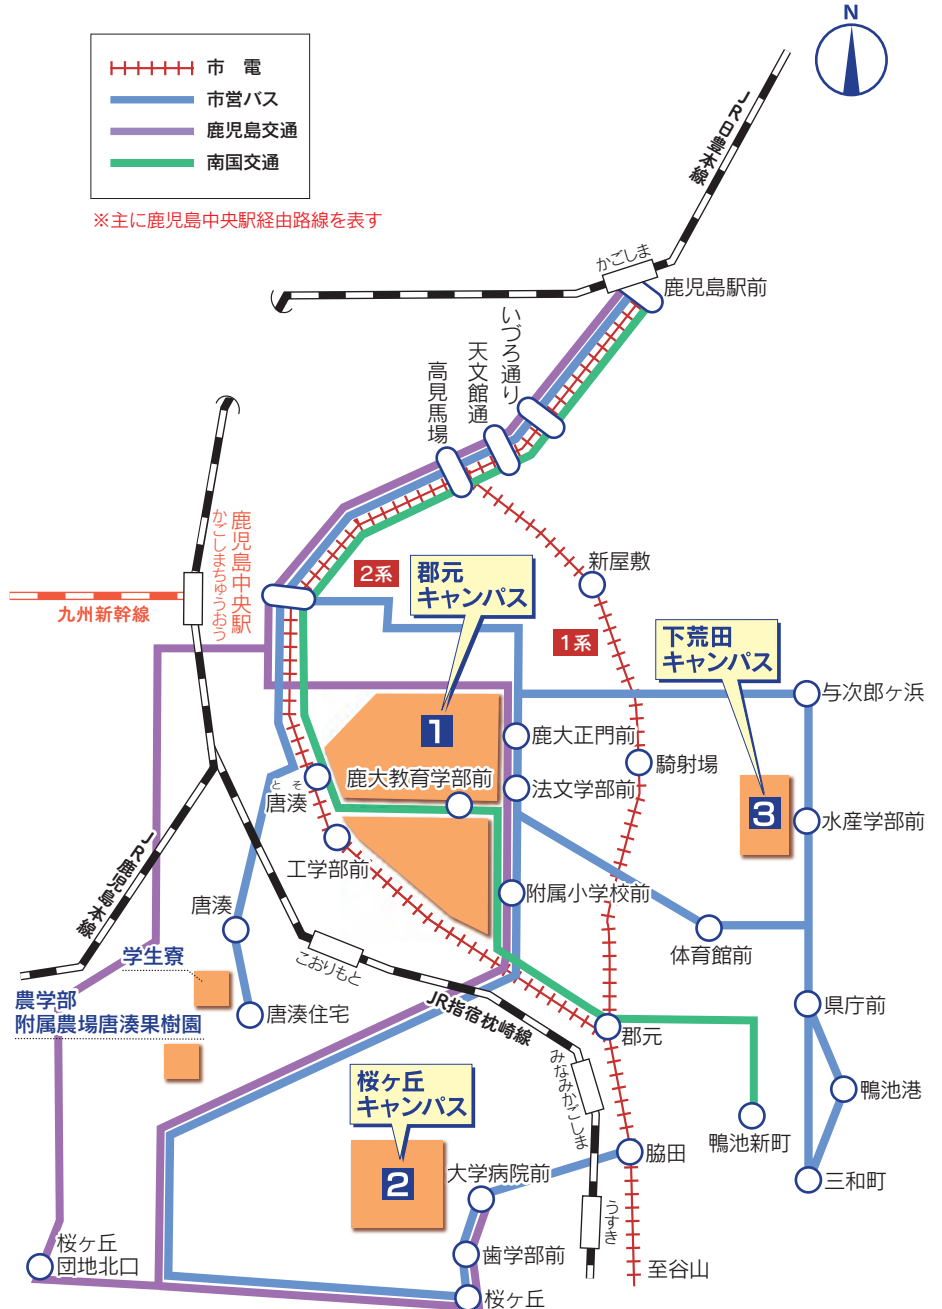 N
市　電
市営バス
鹿児島交通
南国交通
※主に鹿児島中央駅経由路線を表す
JR日豊本線
かごしま
鹿児島駅前
いづろ通り
天文館通
高見馬場
鹿児島中央駅
かごしまちゅうおう
九州新幹線
2系
郡元
キャンパス
新屋敷
1系
下荒田
キャンパス
与次郎ヶ浜
1
鹿大正門前
騎射場
鹿大教育学部前
法文学部前
とそ
唐湊
3
水産学部前
工学部前
JR鹿児島本線
唐湊
附属小学校前
体育館前
こおりもと
学生寮
農学部
附属農場唐湊果樹園
唐湊住宅
JR指宿枕崎線
郡元
県庁前
みなみかごしま
桜ヶ丘
キャンパス
鴨池港
鴨池新町
脇田
大学病院前
2
三和町
うすき
歯学部前
桜ヶ丘
団地北口
至谷山
桜ヶ丘